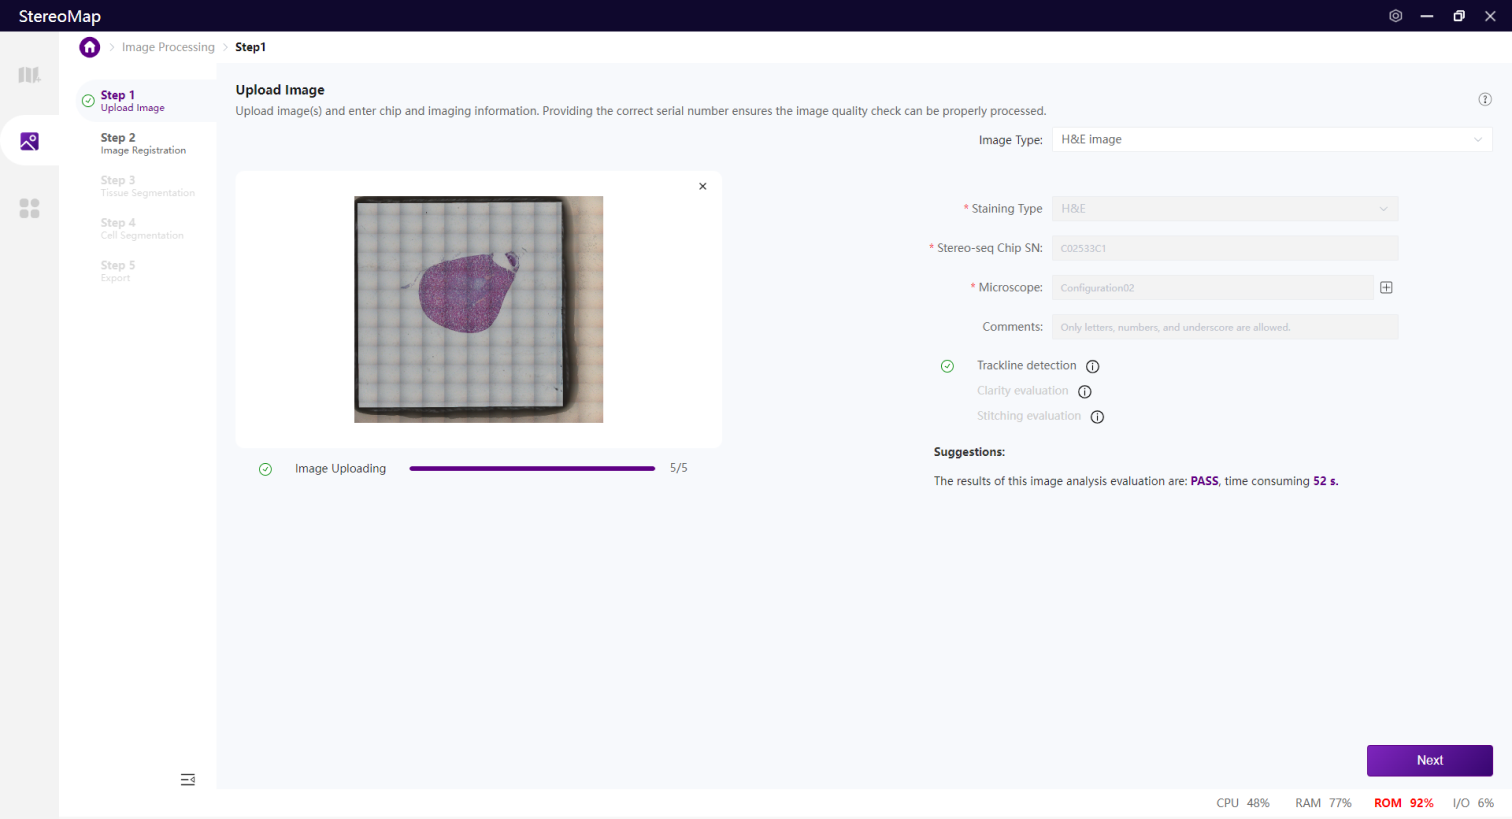 StereoMap
Image Processing
Step1
Step 1
Upload Image
Step 2
Image Registration
Step 3
Tissue Segmentation
Step 4
Cell Segmentation
Step 5
Export
Upload Image
Upload image(s) and enter chip and imaging information. Providing the correct serial number ensures the image quality check can be properly processed.
Image Type: H&E image
* Staining Type H&E
* Stereo-seq Chip SN: C02533C1
* Microscope: Configuration02
Comments: Only letters, numbers, and underscore are allowed.
Trackline detection
Clarity evaluation
Stitching evaluation
Image Uploading 5/5
Suggestions:
The results of this image analysis evaluation are: PASS, time consuming 52 s.
Next
CPU 48% RAM 77% ROM 92% I/O 6%